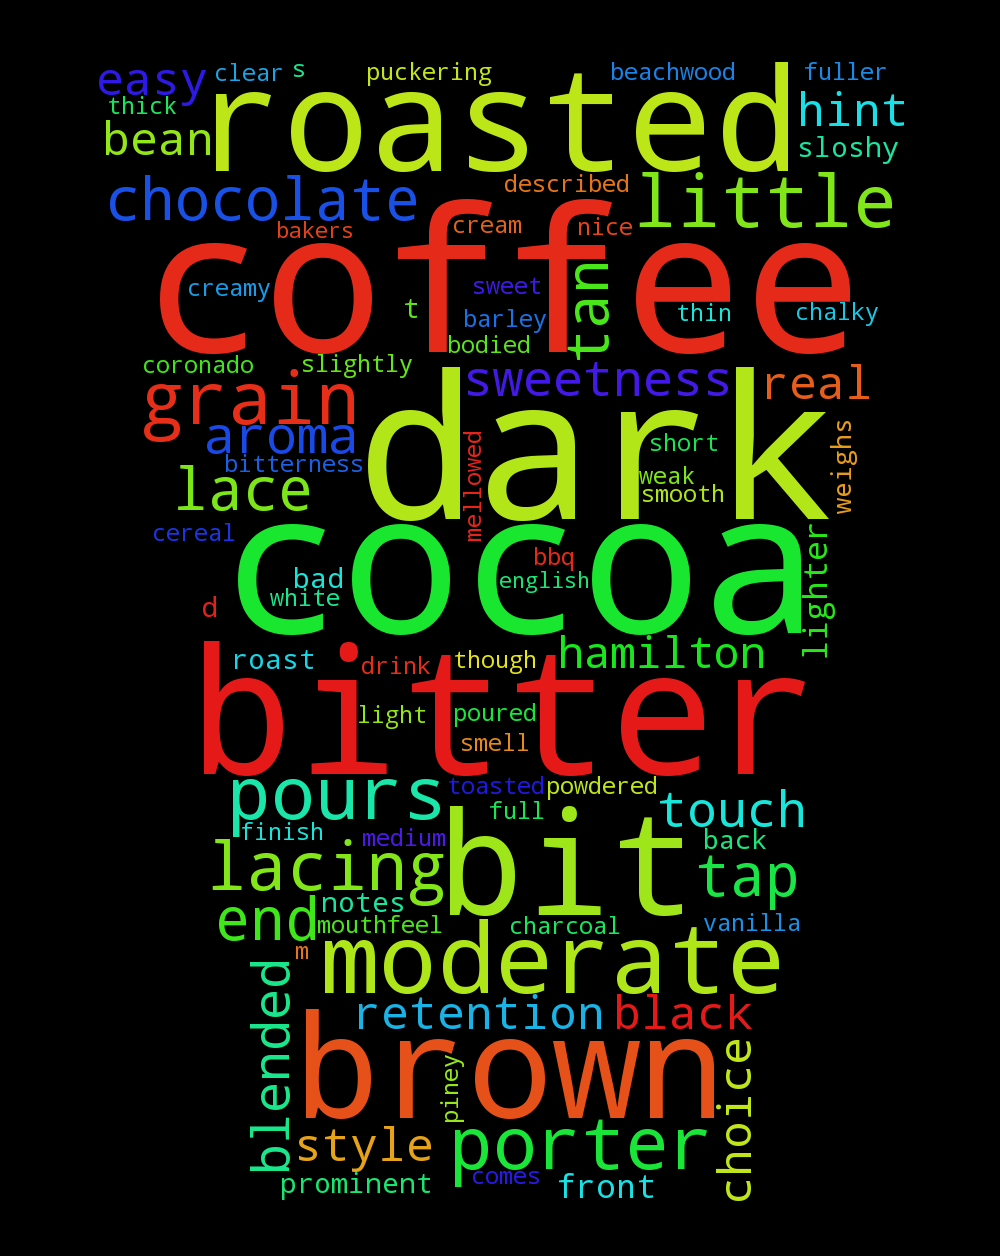 easy clear s puckering beachwood fuller
thick roasted hint
bean sloshy
chocolate described little
bakers cream nice
coffee
creamy sweet tan
t barley thin chalky
bodied
coronado slightly
grain sweetness real
aroma dark short weighs
bitterness mellowed weak
lace smooth
cereal cocoa bbq lighter
bad english
white
d
roast drink though hamilton
bitter
light poured
smell
pours toasted powdered
full touch
finish medium bit back
lacing tap
notes
end mouthfeel charcoal vanilla
m moderate
blended retention black
brown
piney choice
style porter
prominent comes front